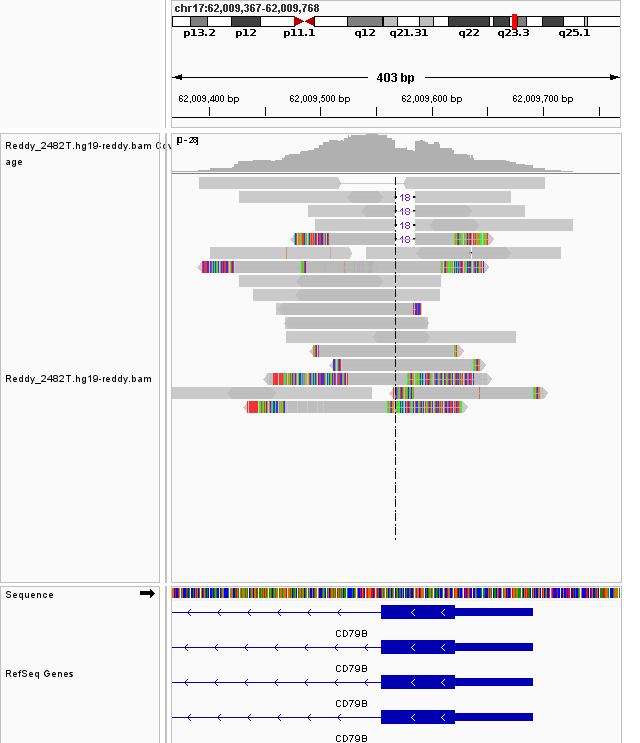 chr17:62,009,367-62,009,768
p13.2 p12 p11.1 q12 q21.31 q22 q23.3 q25.1
403 bp
62,009,400 bp 62,009,500 bp 62,009,600 bp 62,009,700 bp
Reddy_2482T.hg19-reddy.bam Cov
age
[0-28]
18
18
18
18
Reddy_2482T.hg19-reddy.bam
Sequence
CD79B
CD79B
RefSeq Genes
CD79B
CD79B